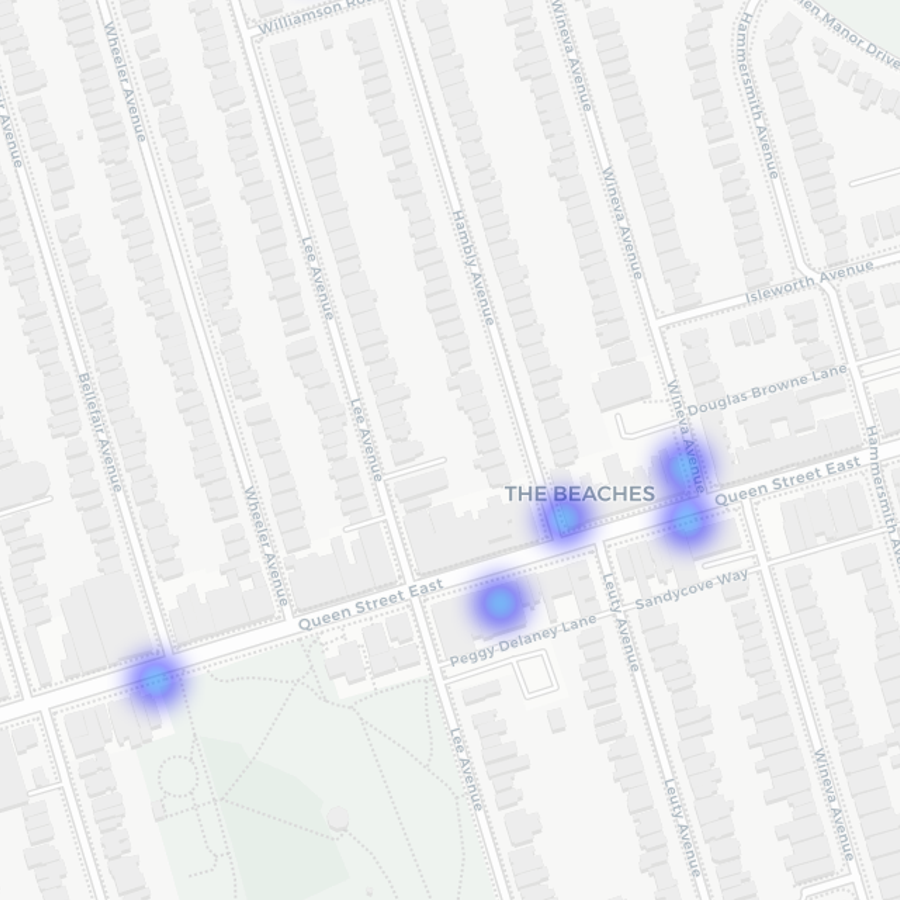 Williamson Ro
Wineva Avenue
en Manor Drive
Wheeler Avenue
Hammersmith Avenue
ir Avenue
Lee Avenue
Hambly Avenue
Wineva Avenue
Isleworth Avenue
Bellefair Avenue
Lee Avenue
Wineva Avenue
Douglas Browne Lane
Wheeler Avenue
THE BEACHES
Queen Street East
Hammersmith Av
Queen Street East
Leuty Avenue
Sandycove Way
Peggy Delaney Lane
Lee Avenue
Leuty Avenue
Wineva Avenue